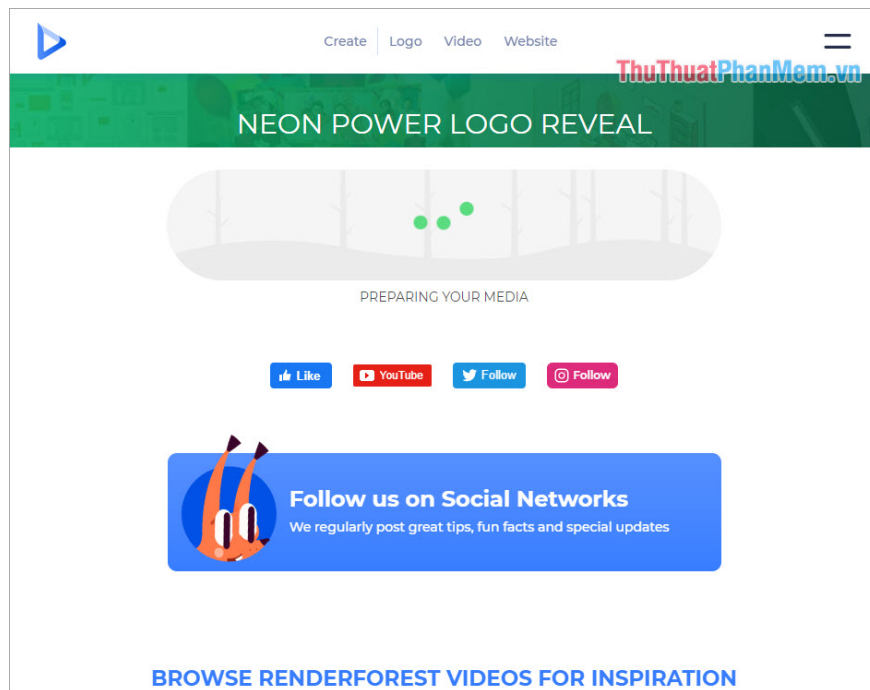 Create Logo Video Website
ThuThuatPhanMem.vn
NEON POWER LOGO REVEAL
PREPARING YOUR MEDIA
Like YouTube Follow Follow
Follow us on Social Networks
We regularly post great tips, fun facts and special updates
BROWSE RENDERFOREST VIDEOS FOR INSPIRATION